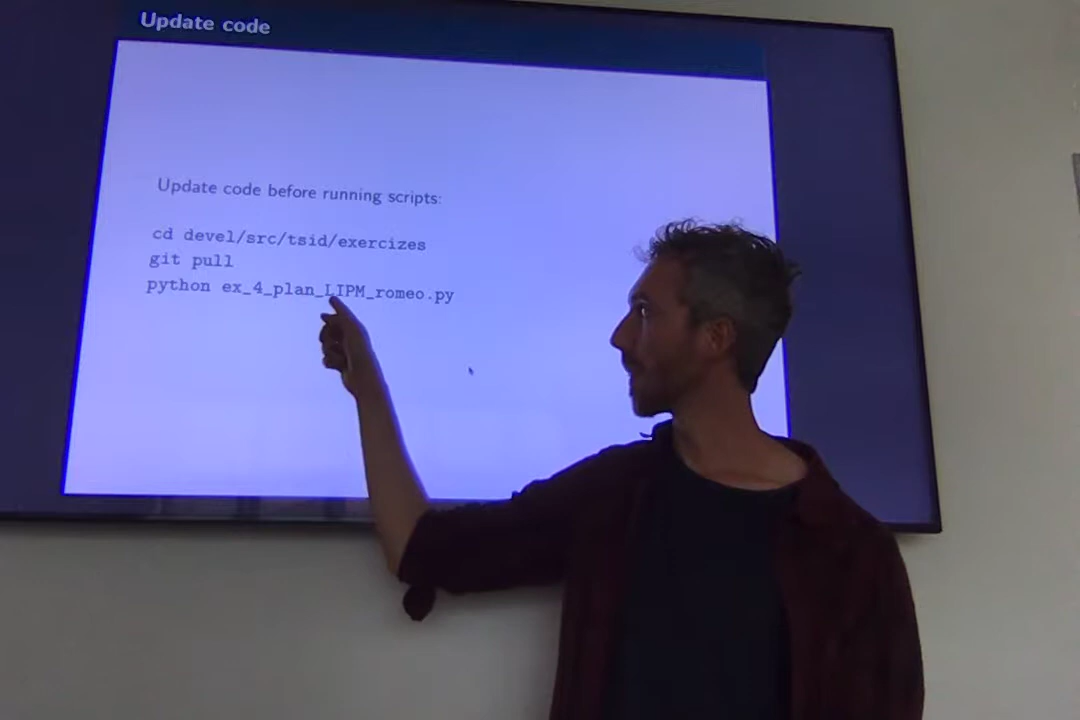 Update code
Update code before running scripts:
cd devel/src/tsid/exercizes
git pull
python ex_4_plan_LIPM_romeo.py